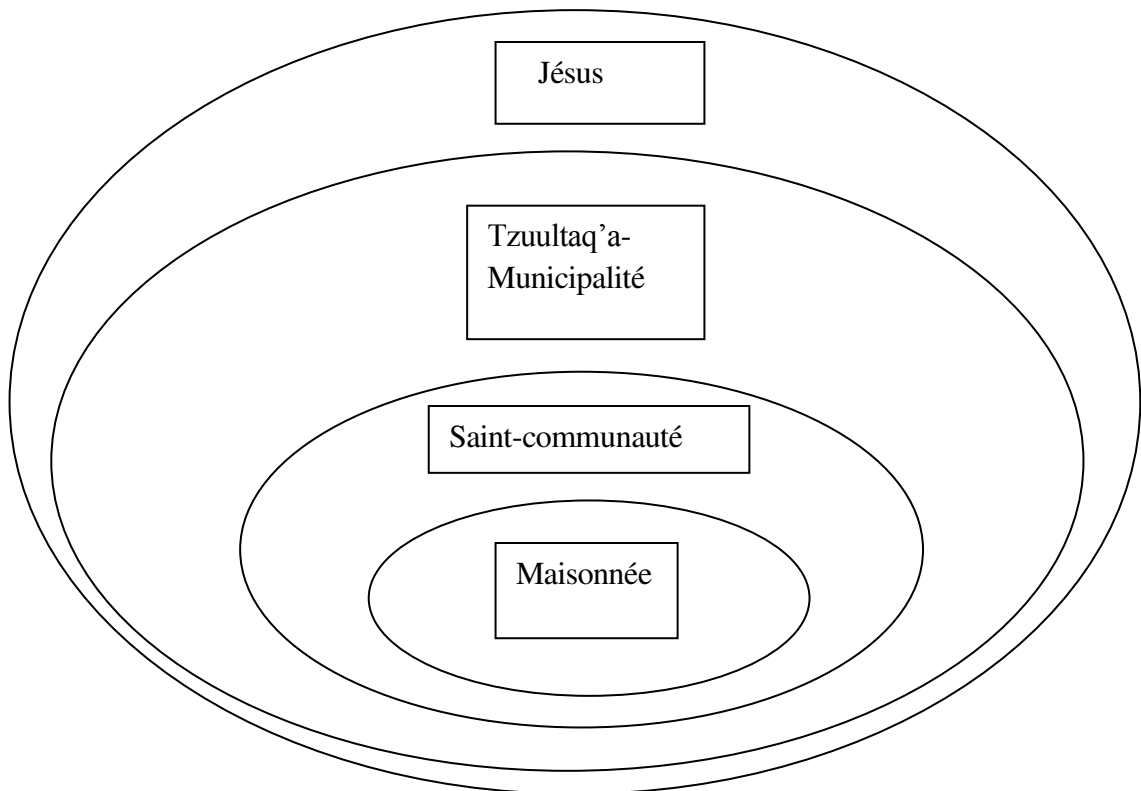 Jésus
Tzuultaq’a-
Municipalité
Saint-communauté
Maisonnée